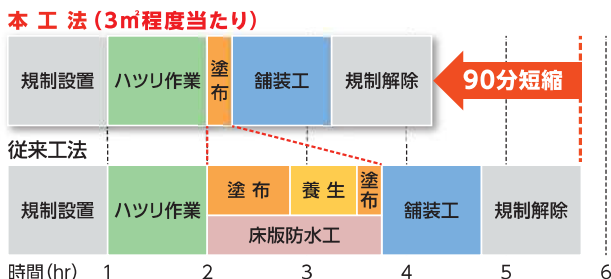 本工法（3㎡程度当たり）
規制設置 ハツリ作業 塗布 舗装工 規制解除 90分短縮
従来工法
規制設置 ハツリ作業 塗布 養生 塗布 舗装工 規制解除
床版防水工
時間（hr） 1 2 3 4 5 6